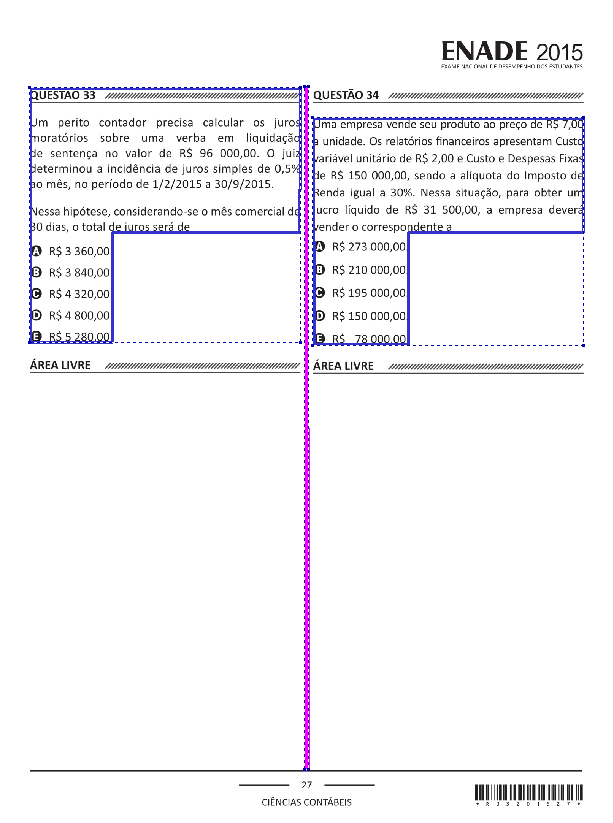 ENADE 2015
EXAME NACIONAL DE DESEMPENHO DOS ESTUDANTES
QUESTÃO 33
Um perito contador precisa calcular os juros
moratórios sobre uma verba em liquidação
de sentença no valor de R$ 96 000,00. O juiz
determinou a incidência de juros simples de 0,5%
ao mês, no período de 1/2/2015 a 30/9/2015.
Nessa hipótese, considerando-se o mês comercial de
30 dias, o total de juros será de
A R$ 3 360,00.
B R$ 3 840,00.
C R$ 4 320,00.
D R$ 4 800,00.
E R$ 5 280,00.
ÁREA LIVRE
QUESTÃO 34
Uma empresa vende seu produto ao preço de R$ 7,00
a unidade. Os relatórios financeiros apresentam Custo
variável unitário de R$ 2,00 e Custo e Despesas Fixas
de R$ 150 000,00, sendo a alíquota do Imposto de
Renda igual a 30%. Nessa situação, para obter um
lucro líquido de R$ 31 500,00, a empresa deverá
vender o correspondente a
A R$ 273 000,00.
B R$ 210 000,00.
C R$ 195 000,00.
D R$ 150 000,00.
E R$ 78 000,00.
ÁREA LIVRE
27
CIÊNCIAS CONTÁBEIS